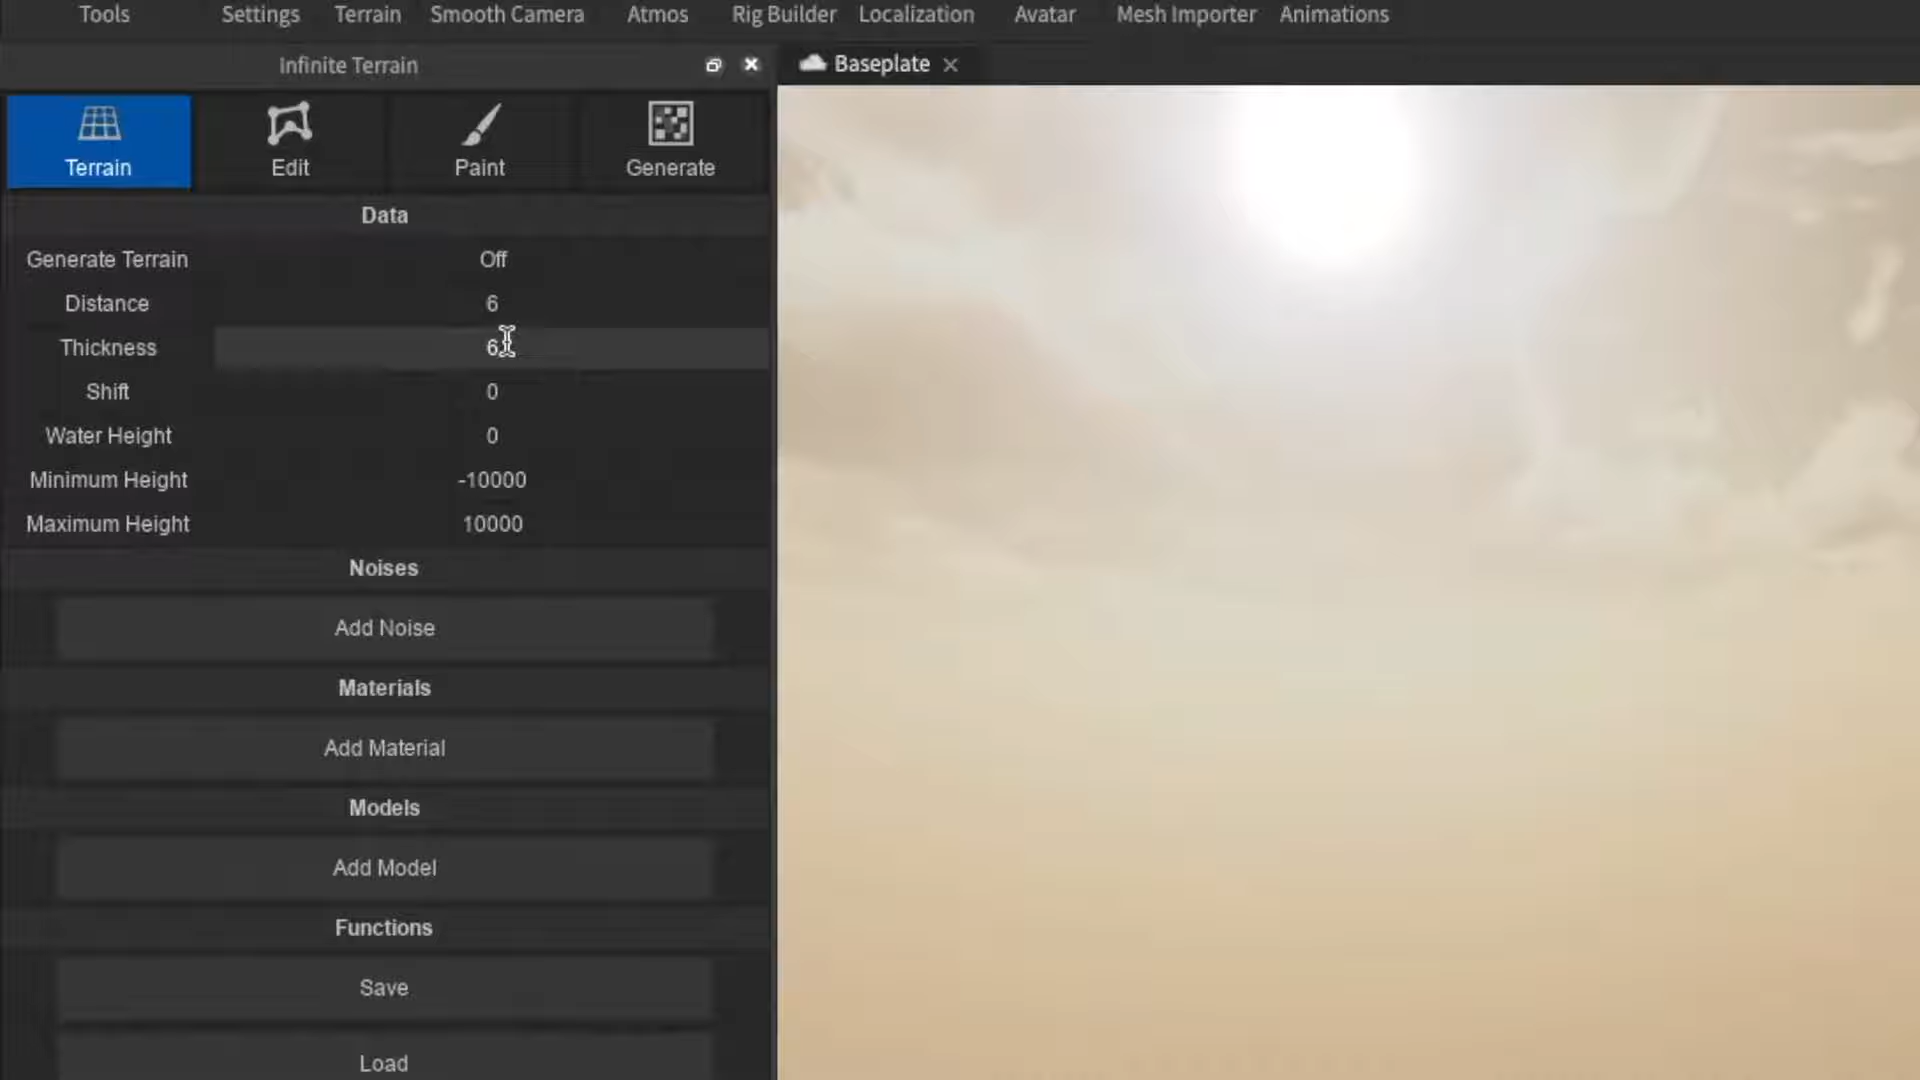 Tools Settings Terrain Smooth Camera Atmos Rig Builder Localization Avatar Mesh Importer Animations
Infinite Terrain
Baseplate
Terrain Edit Paint Generate
Data
Generate Terrain Off
Distance 6
Thickness 6
Shift 0
Water Height 0
Minimum Height -10000
Maximum Height 10000
Noises
Add Noise
Materials
Add Material
Models
Add Model
Functions
Save
Load